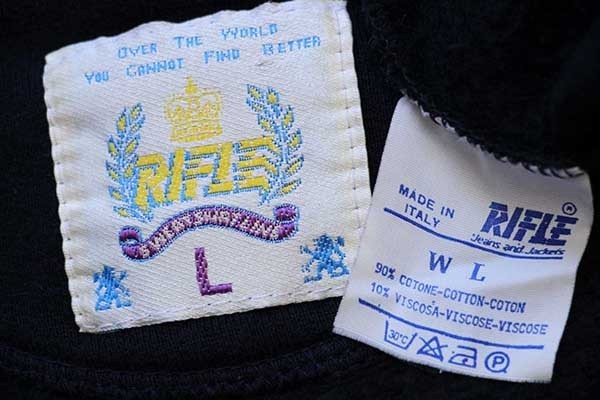 OVER THE WORLD
YOU CANNOT FIND BETTER
RIFLE
L
MADE IN
ITALY
RIFLE®
Jeans and Jackets
W L
90% COTONE-COTTON-COTON
10% VISCOSA-VISCOSE-VISCOSE
30°C P